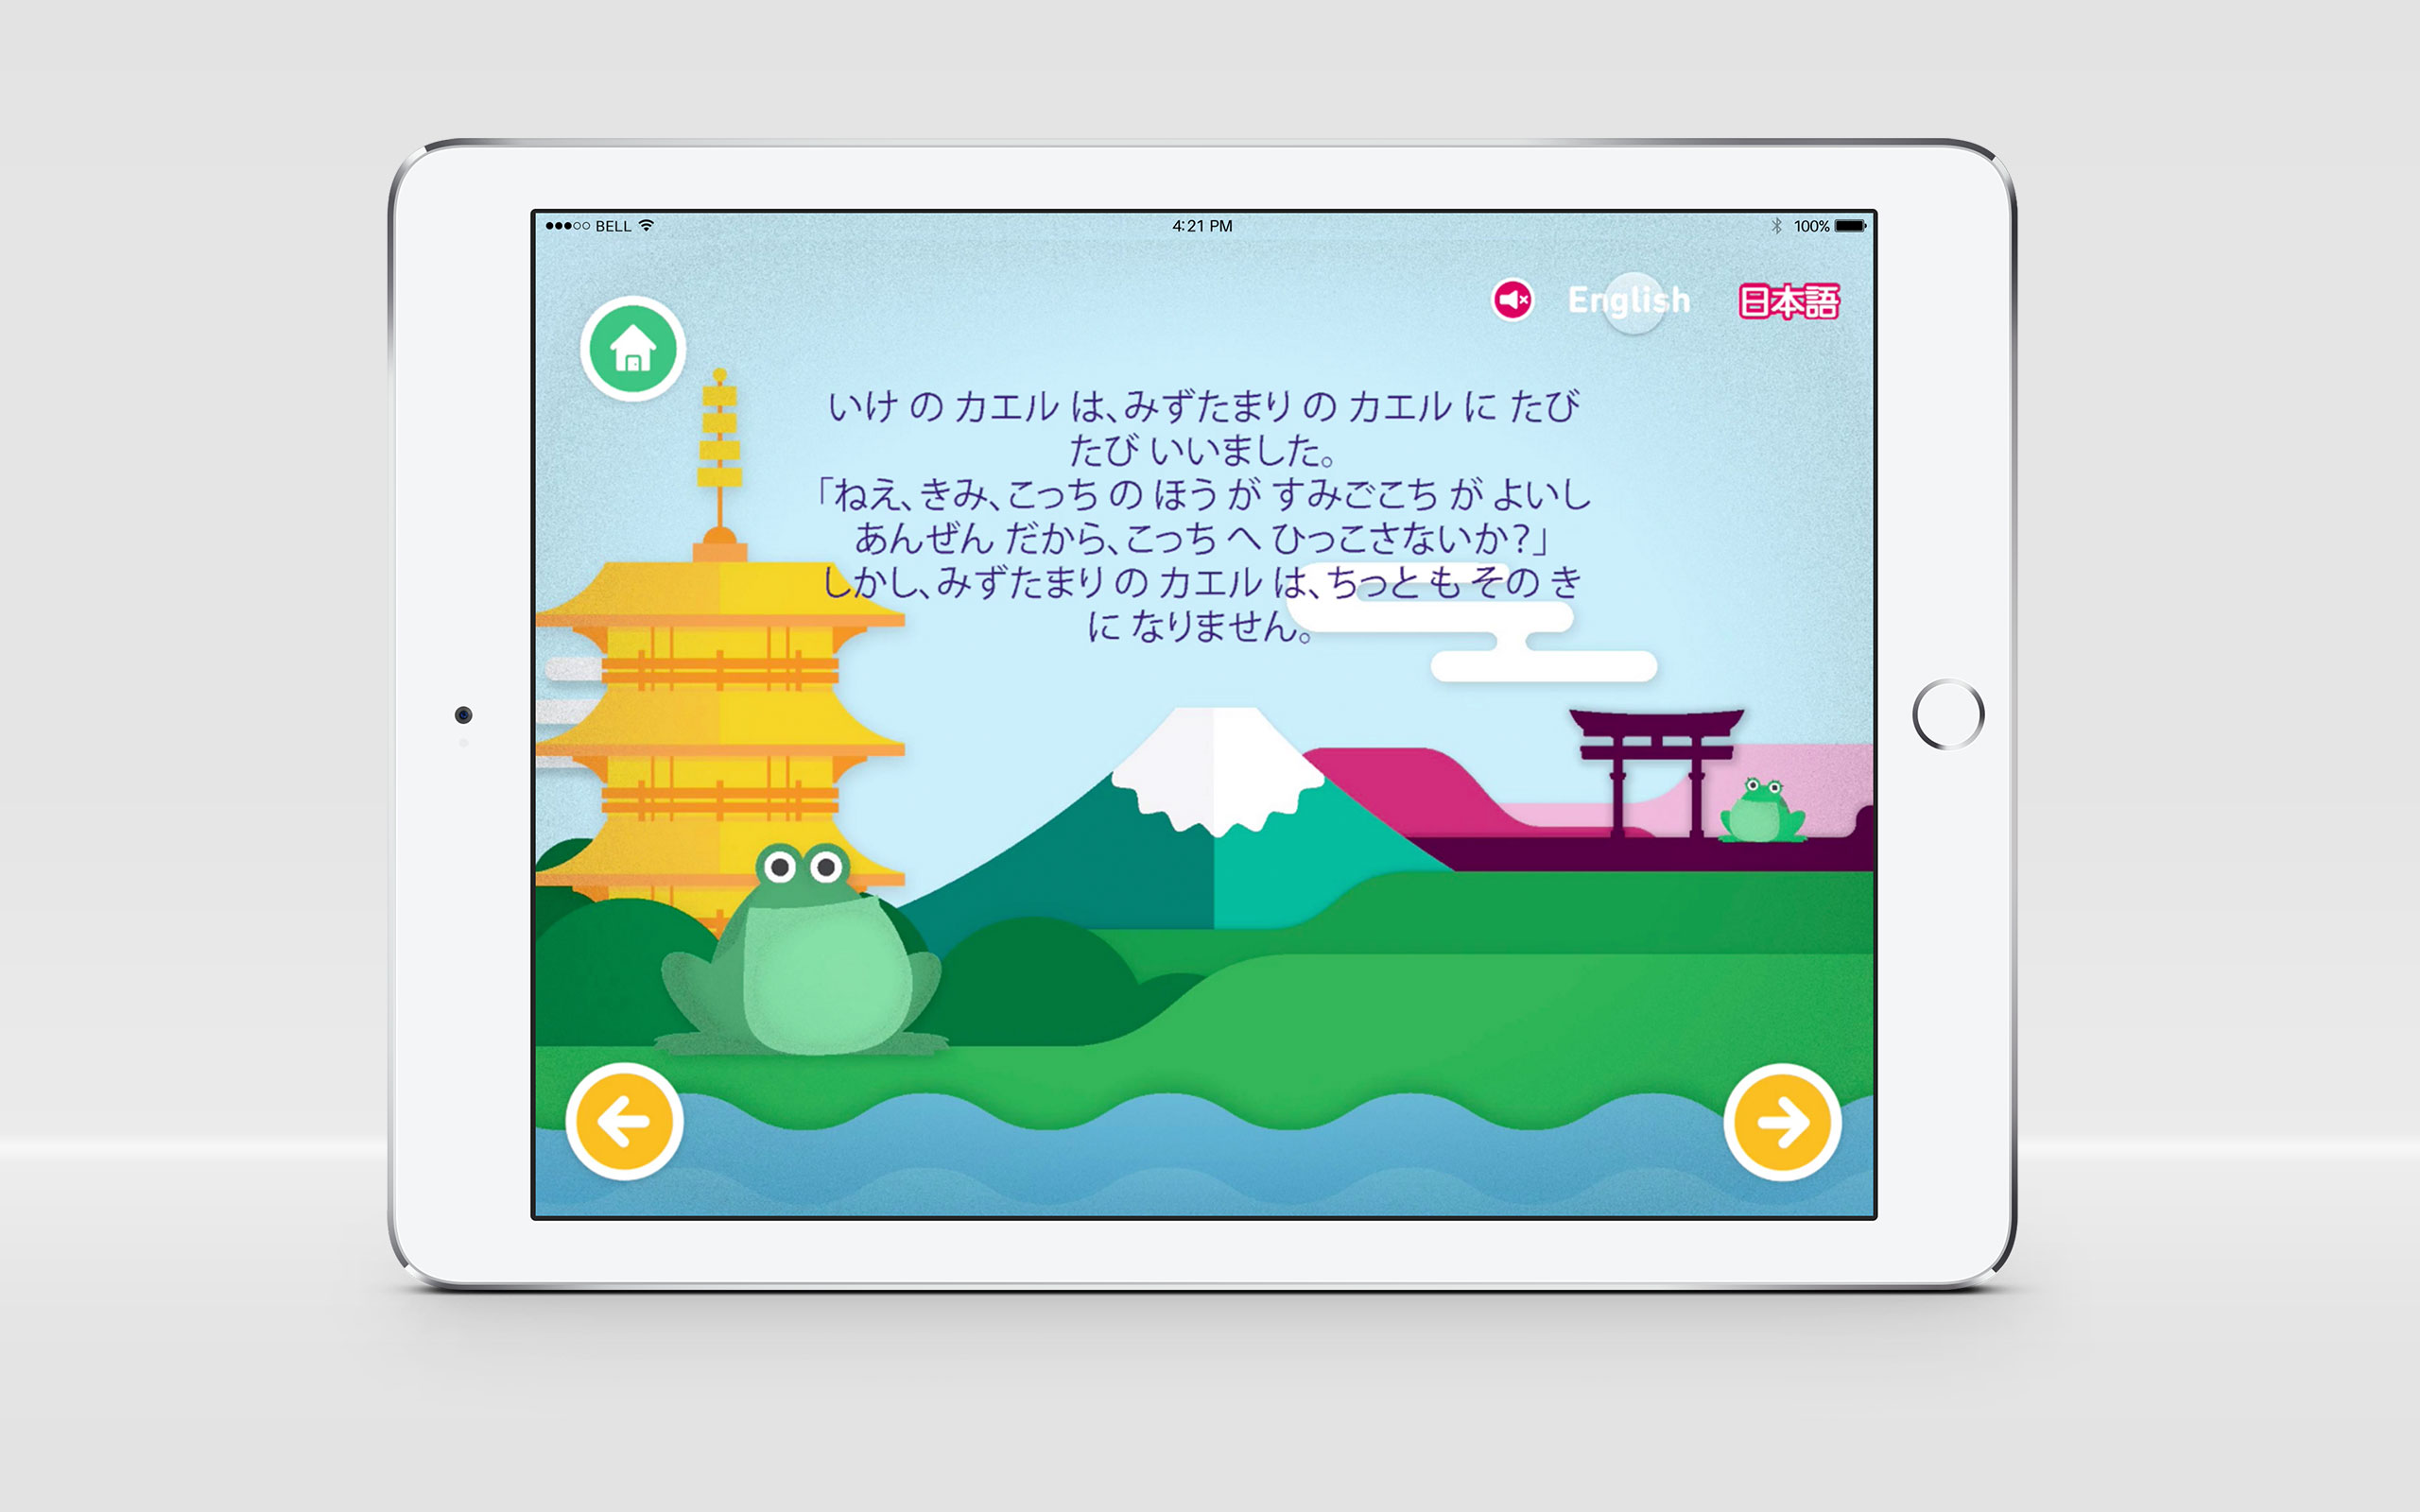 BELL
4:21 PM
100%
English
日本語
いけ の カエル は、みずたまり の カエル に たび
たび いいました。
「ねえ、きみ、こっち の ほう が すみごこち が よいし
あんぜん だから、こっち へ ひっこさないか?」
しかし、みずたまり の カエル は、ちっと も その き
に なりません。